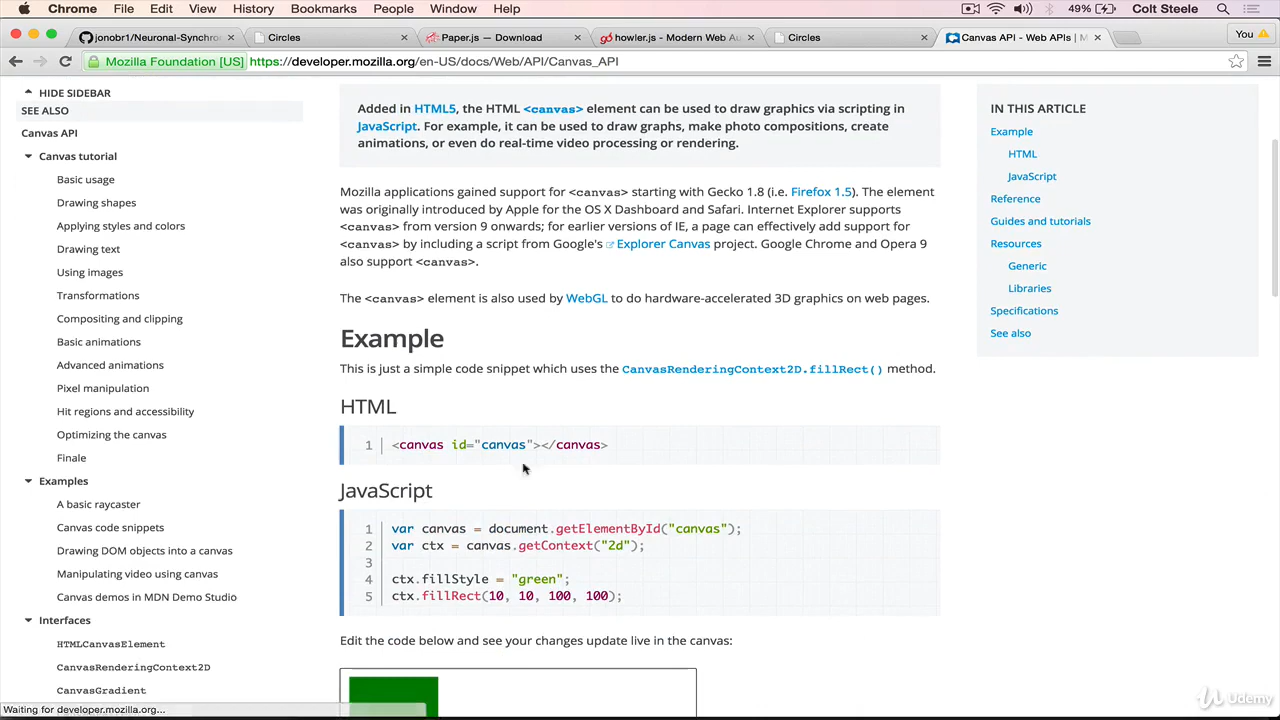 Chrome File Edit View History Bookmarks People Window Help 49% Colt Steele
jonobr1/Neuronal-Synchro Circles Paper.js — Download howler.js - Modern Web Au Circles Canvas API - Web APIs | M You
Mozilla Foundation [US] https://developer.mozilla.org/en-US/docs/Web/API/Canvas_API
HIDE SIDEBAR
SEE ALSO
Canvas API
Canvas tutorial
Basic usage
Drawing shapes
Applying styles and colors
Drawing text
Using images
Transformations
Compositing and clipping
Basic animations
Advanced animations
Pixel manipulation
Hit regions and accessibility
Optimizing the canvas
Finale
Examples
A basic raycaster
Canvas code snippets
Drawing DOM objects into a canvas
Manipulating video using canvas
Canvas demos in MDN Demo Studio
Interfaces
HTMLCanvasElement
CanvasRenderingContext2D
CanvasGradient
Waiting for developer.mozilla.org...
Added in HTML5, the HTML <canvas> element can be used to draw graphics via scripting in
JavaScript. For example, it can be used to draw graphs, make photo compositions, create
animations, or even do real-time video processing or rendering.
Mozilla applications gained support for <canvas> starting with Gecko 1.8 (i.e. Firefox 1.5). The element
was originally introduced by Apple for the OS X Dashboard and Safari. Internet Explorer supports
<canvas> from version 9 onwards; for earlier versions of IE, a page can effectively add support for
<canvas> by including a script from Google's Explorer Canvas project. Google Chrome and Opera 9
also support <canvas>.
The <canvas> element is also used by WebGL to do hardware-accelerated 3D graphics on web pages.
Example
This is just a simple code snippet which uses the CanvasRenderingContext2D.fillRect() method.
HTML
1 <canvas id="canvas"></canvas>
JavaScript
1 var canvas = document.getElementById("canvas");
2 var ctx = canvas.getContext("2d");
3
4 ctx.fillStyle = "green";
5 ctx.fillRect(10, 10, 100, 100);
Edit the code below and see your changes update live in the canvas:
IN THIS ARTICLE
Example
HTML
JavaScript
Reference
Guides and tutorials
Resources
Generic
Libraries
Specifications
See also
Udemy